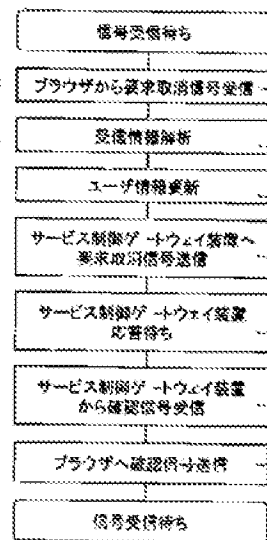 信号受信待ち
ブラウザから要求取消信号受信
受信情報解析
ユーザ情報更新
サービス制御ゲートウェイ装置へ
要求取消信号送信
サービス制御ゲートウェイ装置
応答待ち
サービス制御ゲートウェイ装置
から確認信号受信
ブラウザへ確認信号送信
信号受信待ち